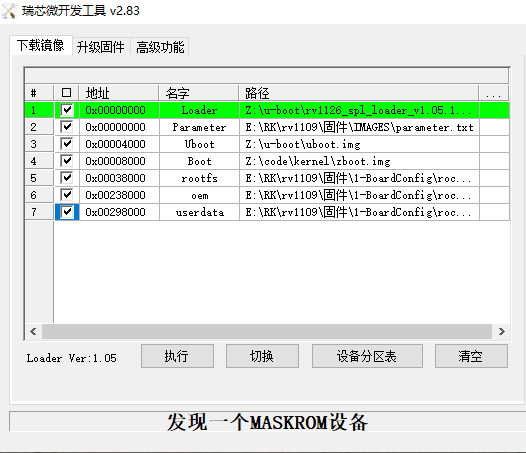 瑞芯微开发工具 v2.83
下载镜像 升级固件 高级功能
# 地址 名字 路径 ...
1 0x00000000 Loader Z:\u-boot\rv1126_spl_loader_v1.05.1...
2 0x00000000 Parameter E:\RK\rv1109\固件\IMAGES\parameter.txt
3 0x00004000 Uboot Z:\u-boot\uboot.img
4 0x00008000 Boot Z:\code\kernel\zboot.img
5 0x00038000 rootfs E:\RK\rv1109\固件\1-BoardConfig\roc...
6 0x00238000 oem E:\RK\rv1109\固件\1-BoardConfig\roc...
7 0x00298000 userdata E:\RK\rv1109\固件\1-BoardConfig\roc...
Loader Ver:1.05 执行 切换 设备分区表 清空
发现一个MASKROM设备